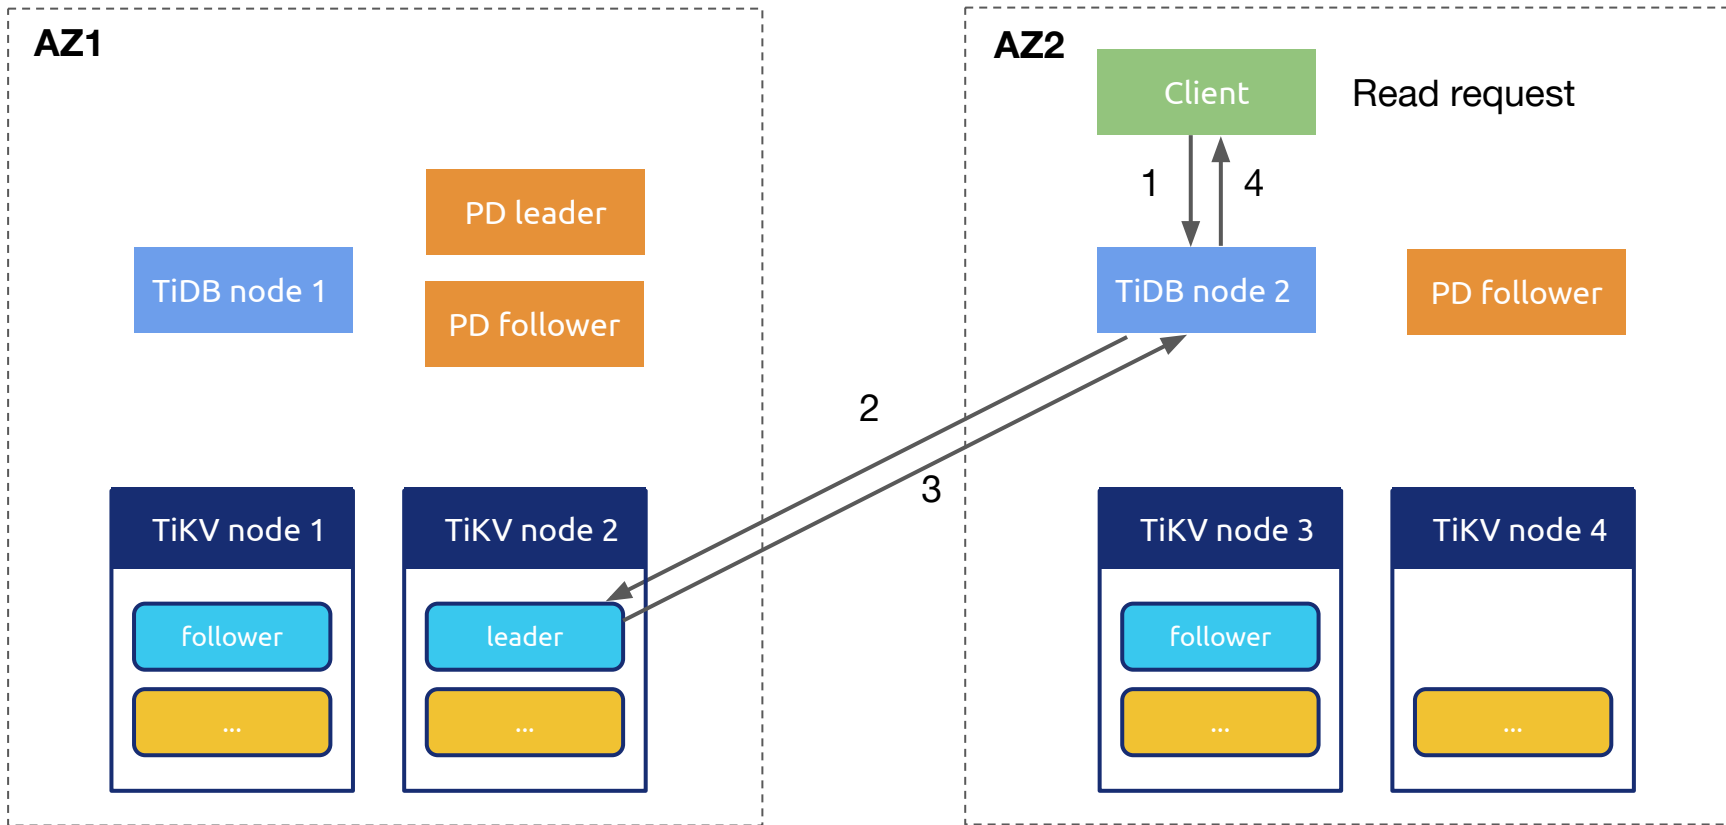 AZ1
PD leader
TiDB node 1
PD follower
TiKV node 1
TiKV node 2
follower
leader
...
...
2
3
AZ2
Client
Read request
1
4
TiDB node 2
PD follower
TiKV node 3
TiKV node 4
follower
...
...